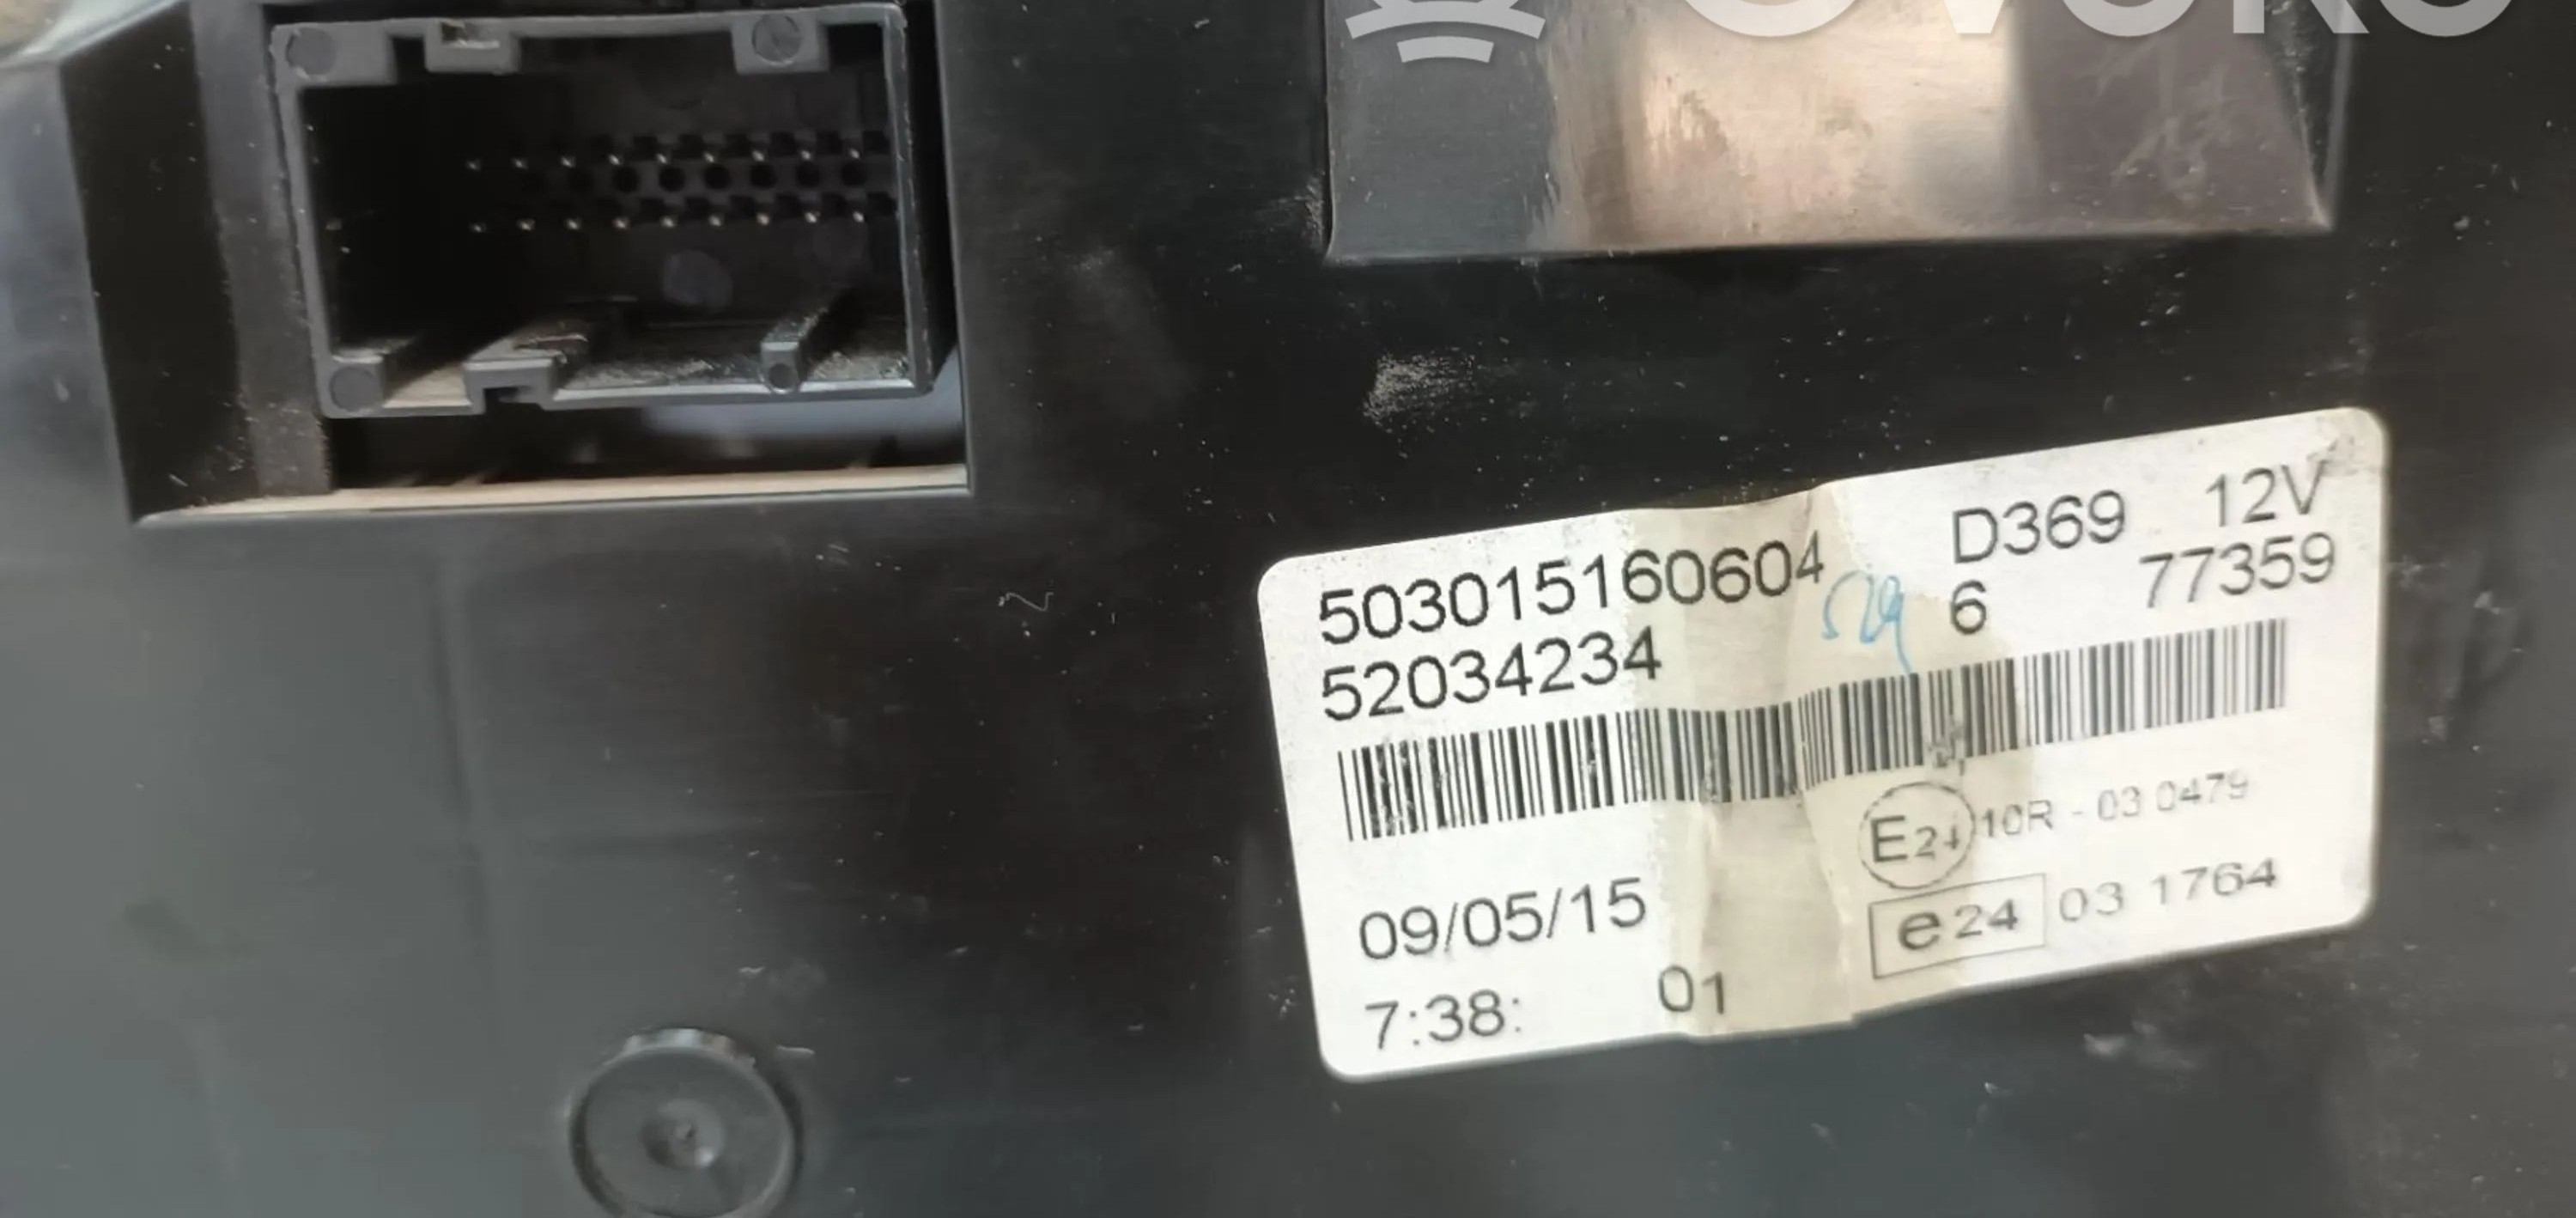 OVOKO
503015160604 D369 12V
52034234 6 77359
E24 10R - 03 0479
e24 03 1764
09/05/15
7:38: 01